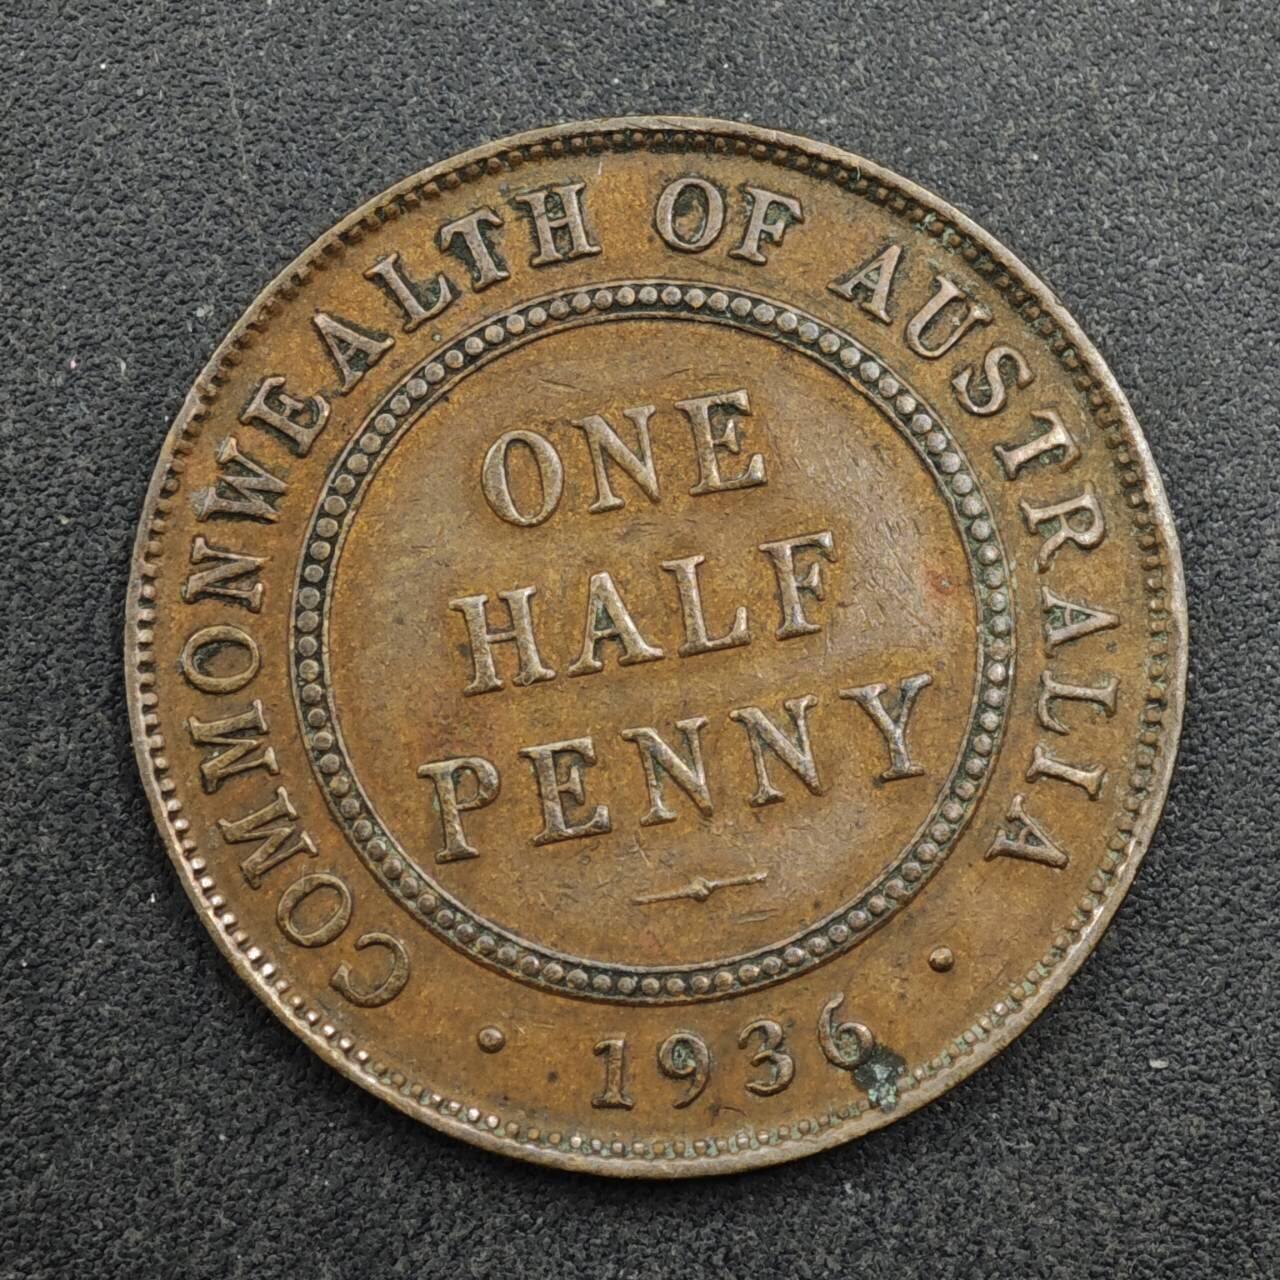 COMMONWEALTH OF AUSTRALIA
ONE
HALF
PENNY
· 1936 ·